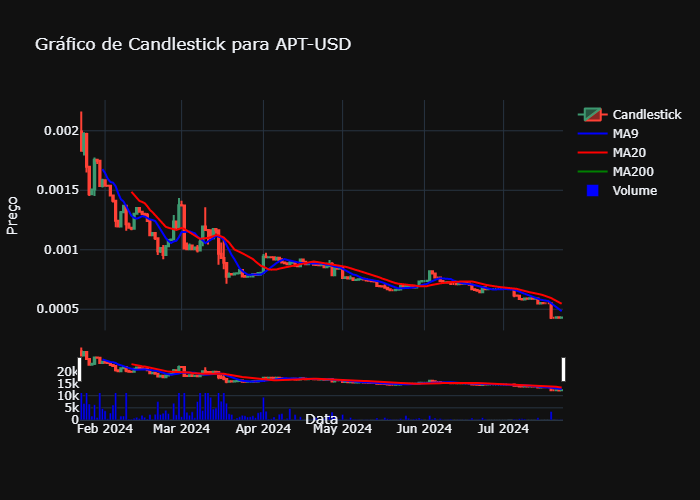 Gráfico de Candlestick para APT-USD
Preço
0.002
0.0015
0.001
0.0005
Candlestick
MA9
MA20
MA200
Volume
20k
15k
10k
5k
0
Data
Feb 2024
Mar 2024
Apr 2024
May 2024
Jun 2024
Jul 2024